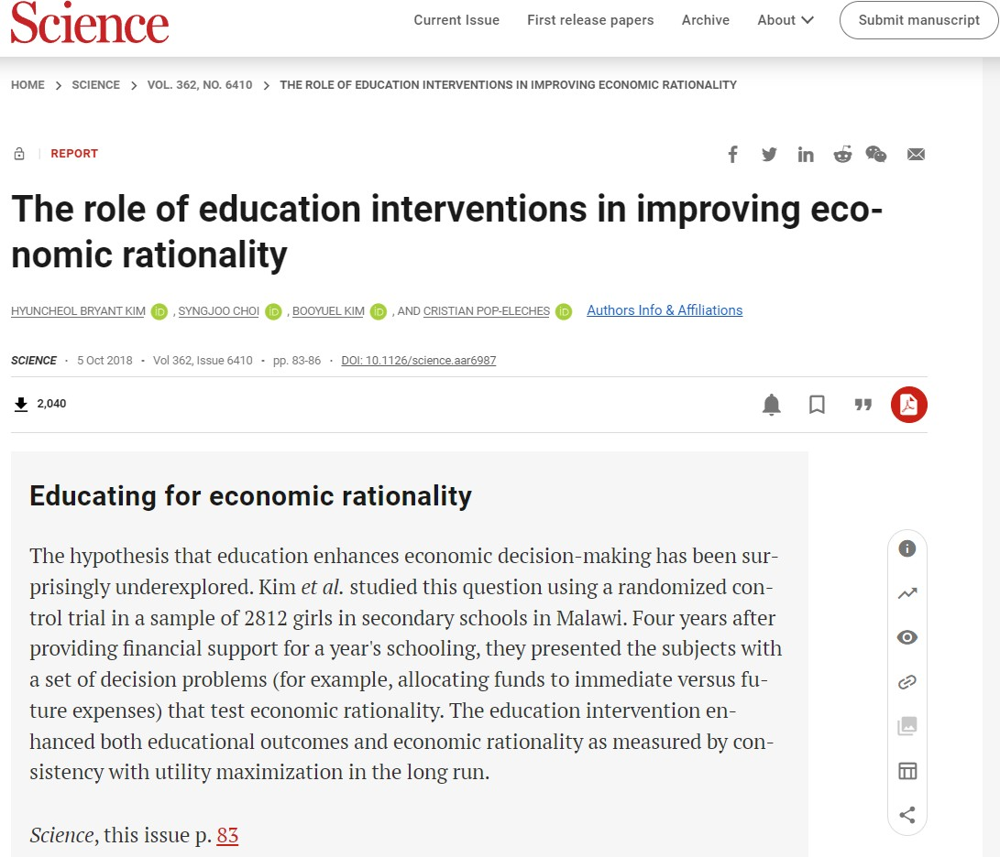 Science
Current Issue First release papers Archive About Submit manuscript
HOME > SCIENCE > VOL. 362, NO. 6410 > THE ROLE OF EDUCATION INTERVENTIONS IN IMPROVING ECONOMIC RATIONALITY
REPORT
The role of education interventions in improving eco-
nomic rationality
HYUNCHEOL BRYANT KIM iD , SYNGJOO CHOI iD , BOOYUEL KIM iD , AND CRISTIAN POP-ELECHES iD Authors Info & Affiliations
SCIENCE · 5 Oct 2018 · Vol 362, Issue 6410 · pp. 83-86 · DOI: 10.1126/science.aar6987
2,040
Educating for economic rationality
The hypothesis that education enhances economic decision-making has been sur-
prisingly underexplored. Kim et al. studied this question using a randomized con-
trol trial in a sample of 2812 girls in secondary schools in Malawi. Four years after
providing financial support for a year's schooling, they presented the subjects with
a set of decision problems (for example, allocating funds to immediate versus fu-
ture expenses) that test economic rationality. The education intervention en-
hanced both educational outcomes and economic rationality as measured by con-
sistency with utility maximization in the long run.
Science, this issue p. 83